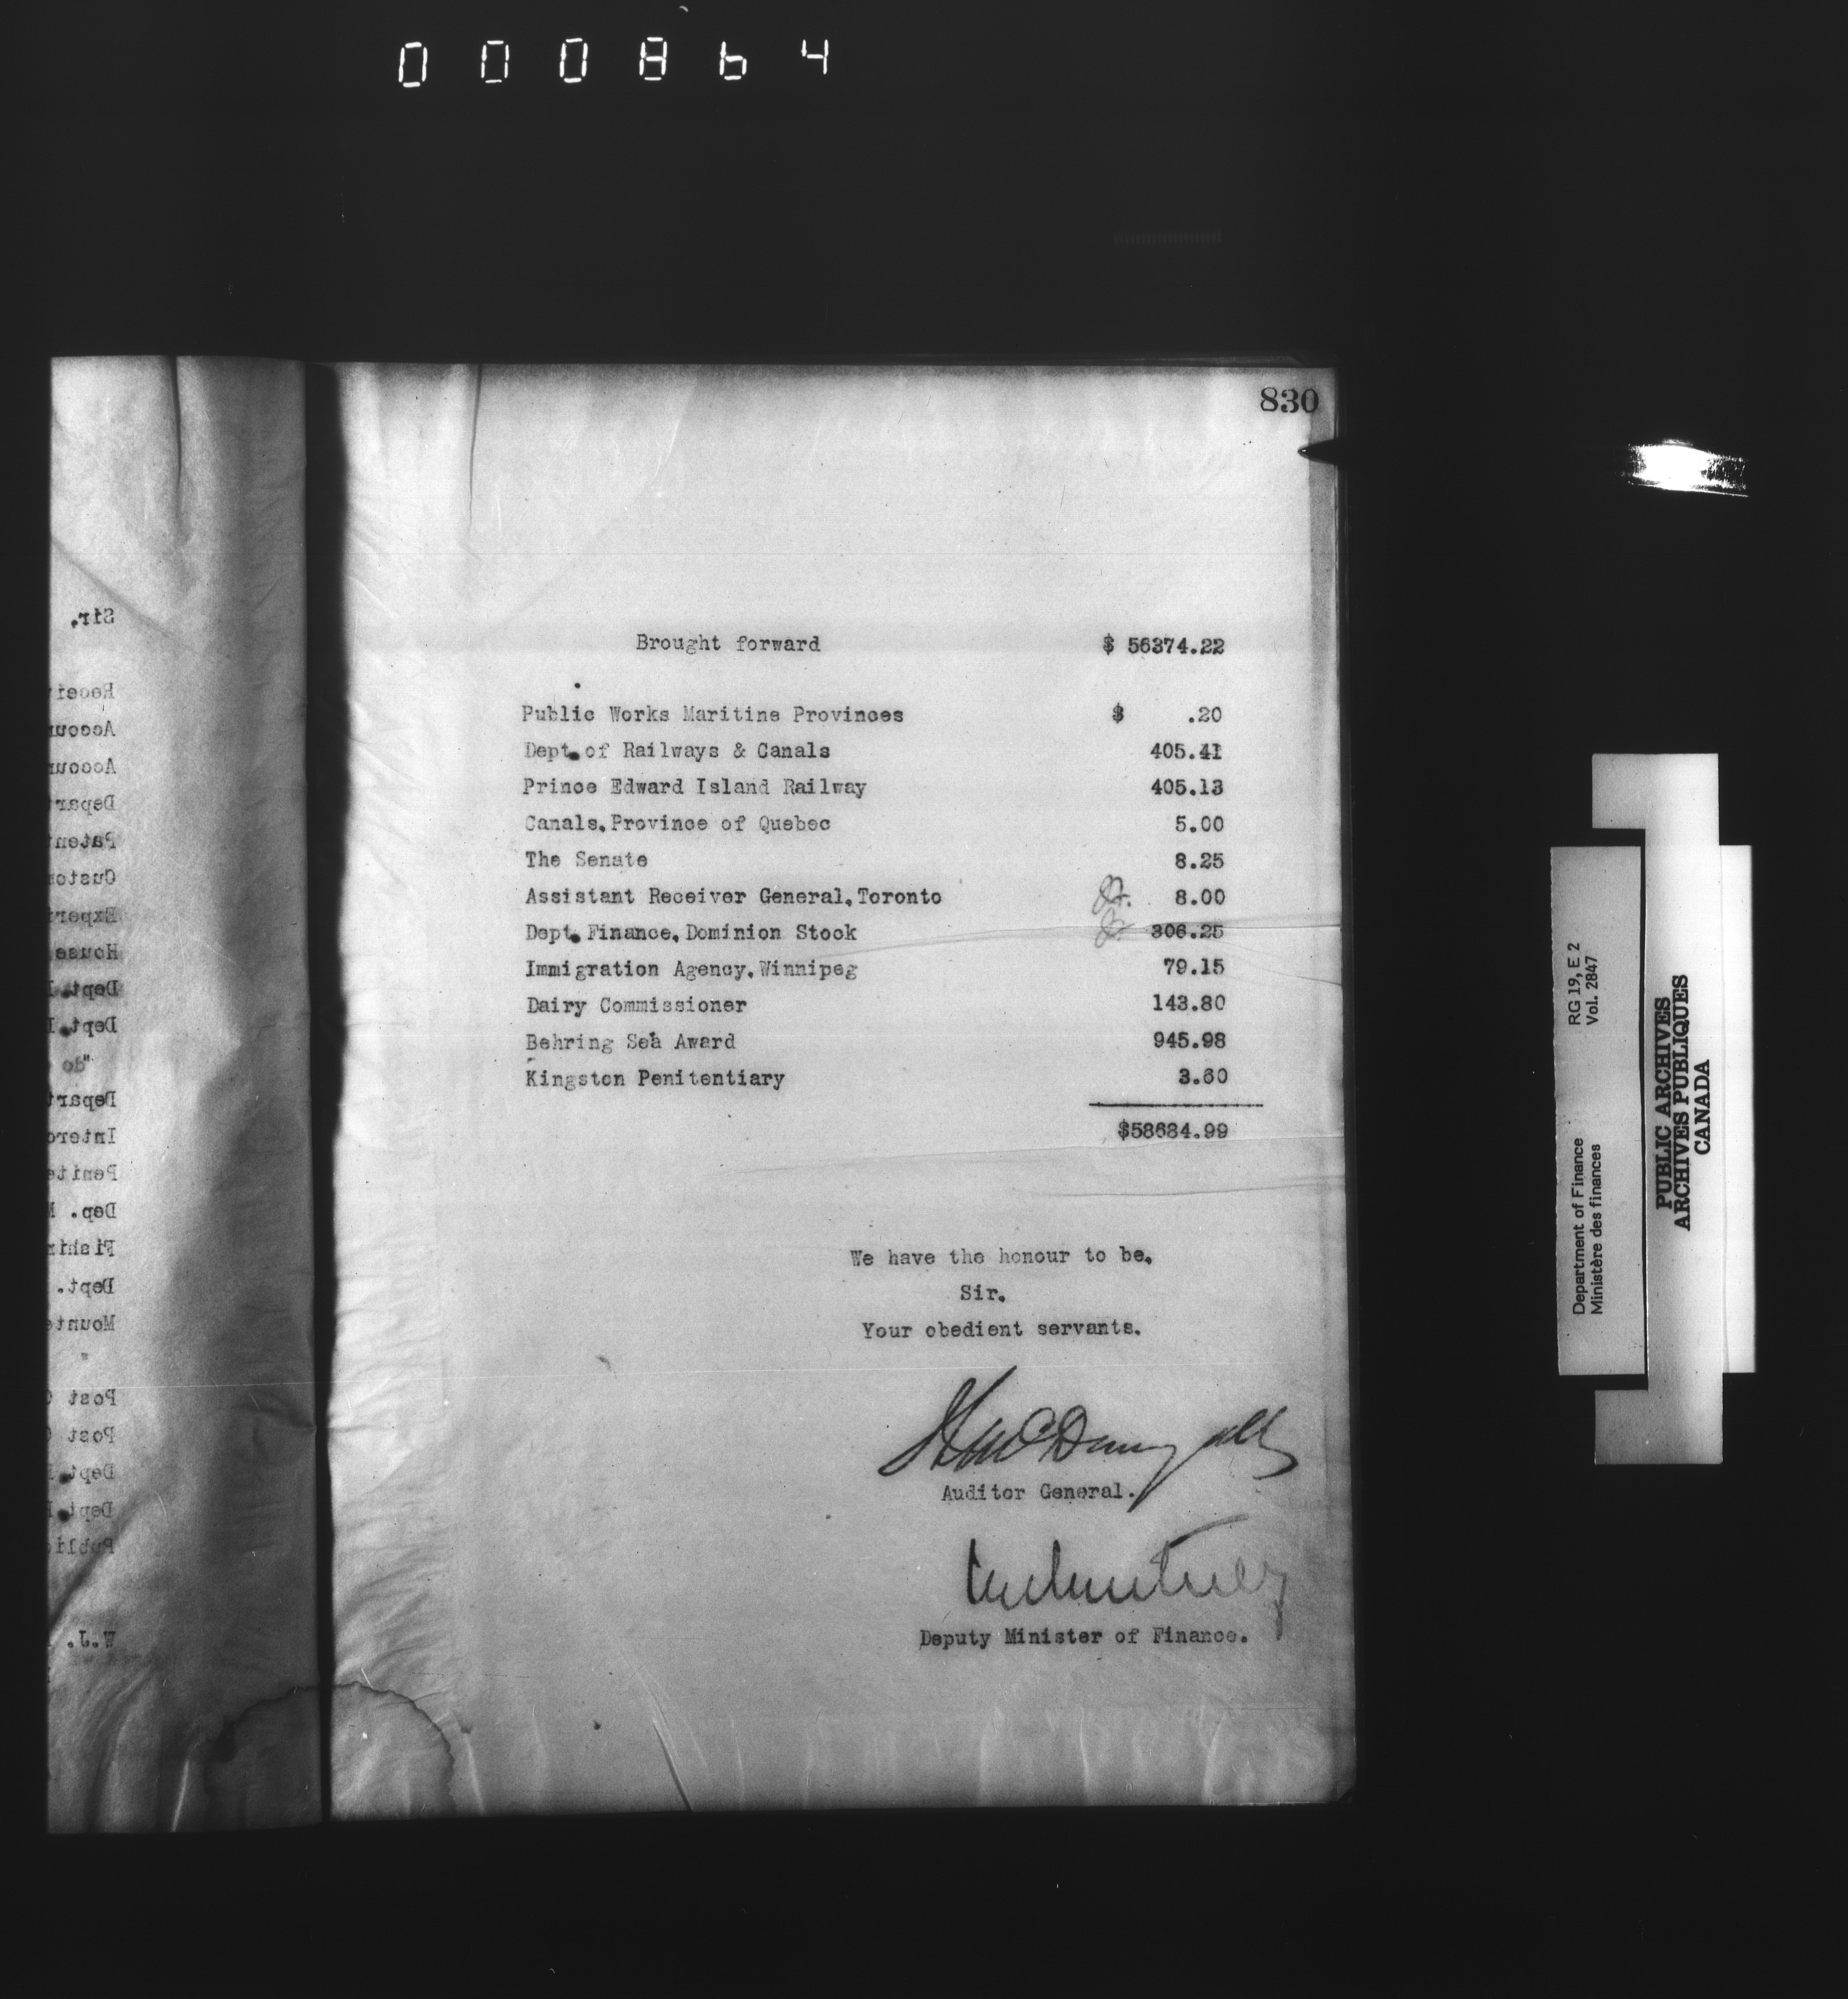 000864
830
Brought forward $ 56374.22
Public Works Maritime Provinces $ .20
Dept. of Railways & Canals 405.41
Prince Edward Island Railway 405.13
Canals, Province of Quebec 5.00
The Senate 8.25
Assistant Receiver General, Toronto 8.00
Dept. Finance, Dominion Stock 306.25
Immigration Agency, Winnipeg 79.15
Dairy Commissioner 143.80
Behring Sea Award 945.98
Kingston Penitentiary 3.60
$58684.99
We have the honour to be,
Sir,
Your obedient servants.
Auditor General.
Deputy Minister of Finance.
Sir,
"do
Dept.
Post
Post
W.J.
Department of Finance RG 19, E 2
Ministère des finances Vol. 2847
PUBLIC ARCHIVES
ARCHIVES PUBLIQUES
CANADA